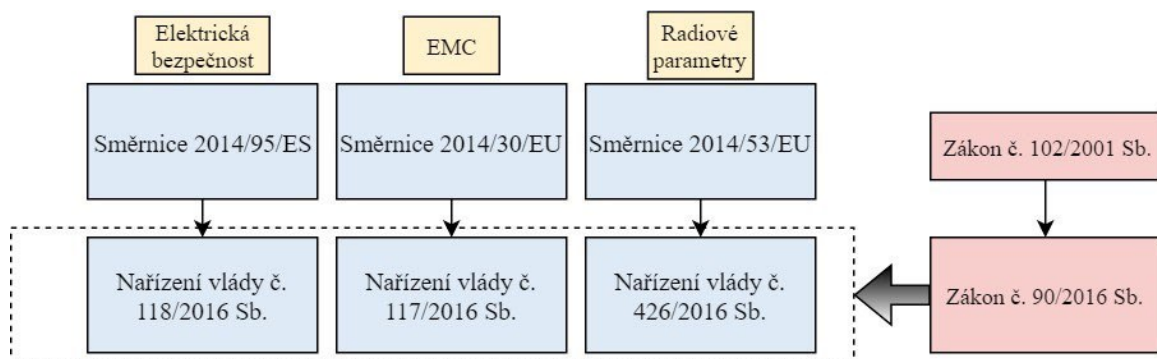 Elektrická
bezpečnost
EMC
Radiové
parametry
Směrnice 2014/95/ES
Směrnice 2014/30/EU
Směrnice 2014/53/EU
Zákon č. 102/2001 Sb.
Nařízení vlády č.
118/2016 Sb.
Nařízení vlády č.
117/2016 Sb.
Nařízení vlády č.
426/2016 Sb.
Zákon č. 90/2016 Sb.